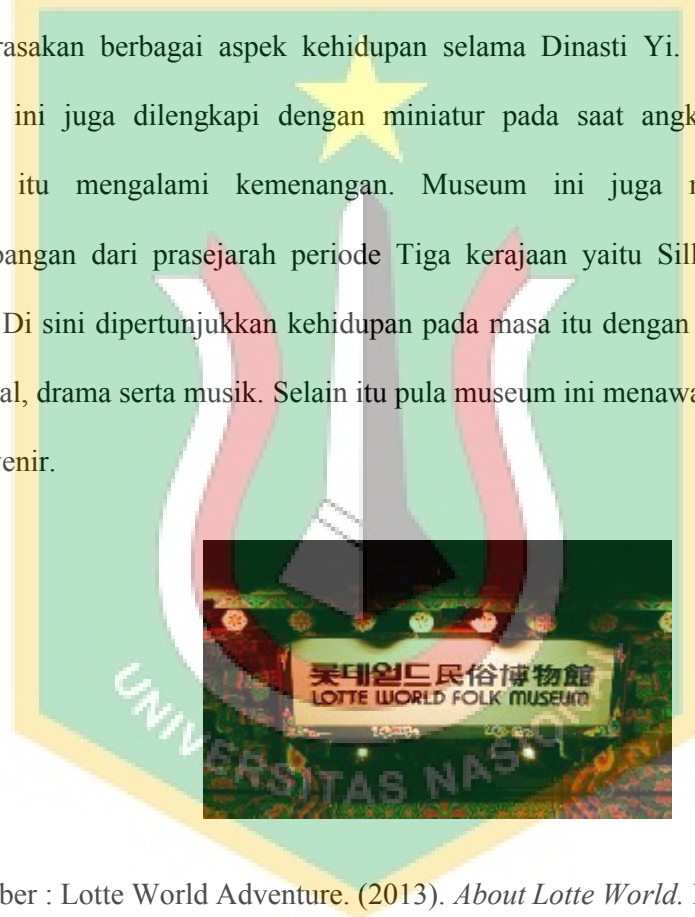 rasakan berbagai aspek kehidupan selama Dinasti Yi.
ini juga dilengkapi dengan miniatur pada saat angk
itu mengalami kemenangan. Museum ini juga
bangan dari prasejarah periode Tiga kerajaan yaitu Sill
Di sini dipertunjukkan kehidupan pada masa itu dengan
al, drama serta musik. Selain itu pula museum ini menawa
venir.
롯데월드民俗博物館
LOTTE WORLD FOLK MUSEUM
UNIVERSITAS NASIONAL
ber : Lotte World Adventure. (2013). About Lotte World.